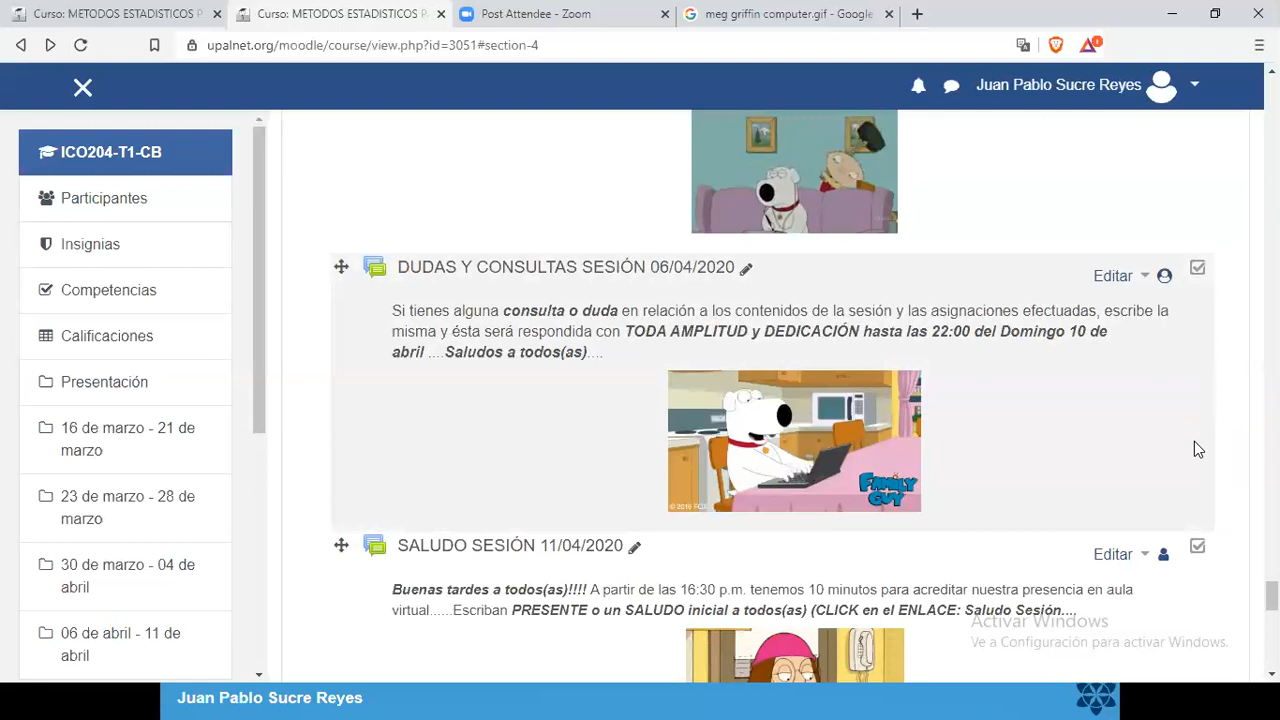 Curso: METODOS ESTADISTICOS P
Curso: METODOS ESTADISTICOS P
Post Attendee - Zoom
meg griffin computer.gif - Google
upalnet.org/moodle/course/view.php?id=3051#section-4
1
Juan Pablo Sucre Reyes
ICO204-T1-CB
Participantes
Insignias
Competencias
Calificaciones
Presentación
16 de marzo - 21 de
marzo
23 de marzo - 28 de
marzo
30 de marzo - 04 de
abril
06 de abril - 11 de
abril
DUDAS Y CONSULTAS SESIÓN 06/04/2020
Editar
Si tienes alguna consulta o duda en relación a los contenidos de la sesión y las asignaciones efectuadas, escribe la
misma y ésta será respondida con TODA AMPLITUD y DEDICACIÓN hasta las 22:00 del Domingo 10 de
abril ....Saludos a todos(as)....
FAMILY
GUY
© 2016 FOX
SALUDO SESIÓN 11/04/2020
Editar
Buenas tardes a todos(as)!!!! A partir de las 16:30 p.m. tenemos 10 minutos para acreditar nuestra presencia en aula
virtual......Escriban PRESENTE o un SALUDO inicial a todos(as) (CLICK en el ENLACE: Saludo Sesión....
Activar Windows
Ve a Configuración para activar Windows.
Juan Pablo Sucre Reyes